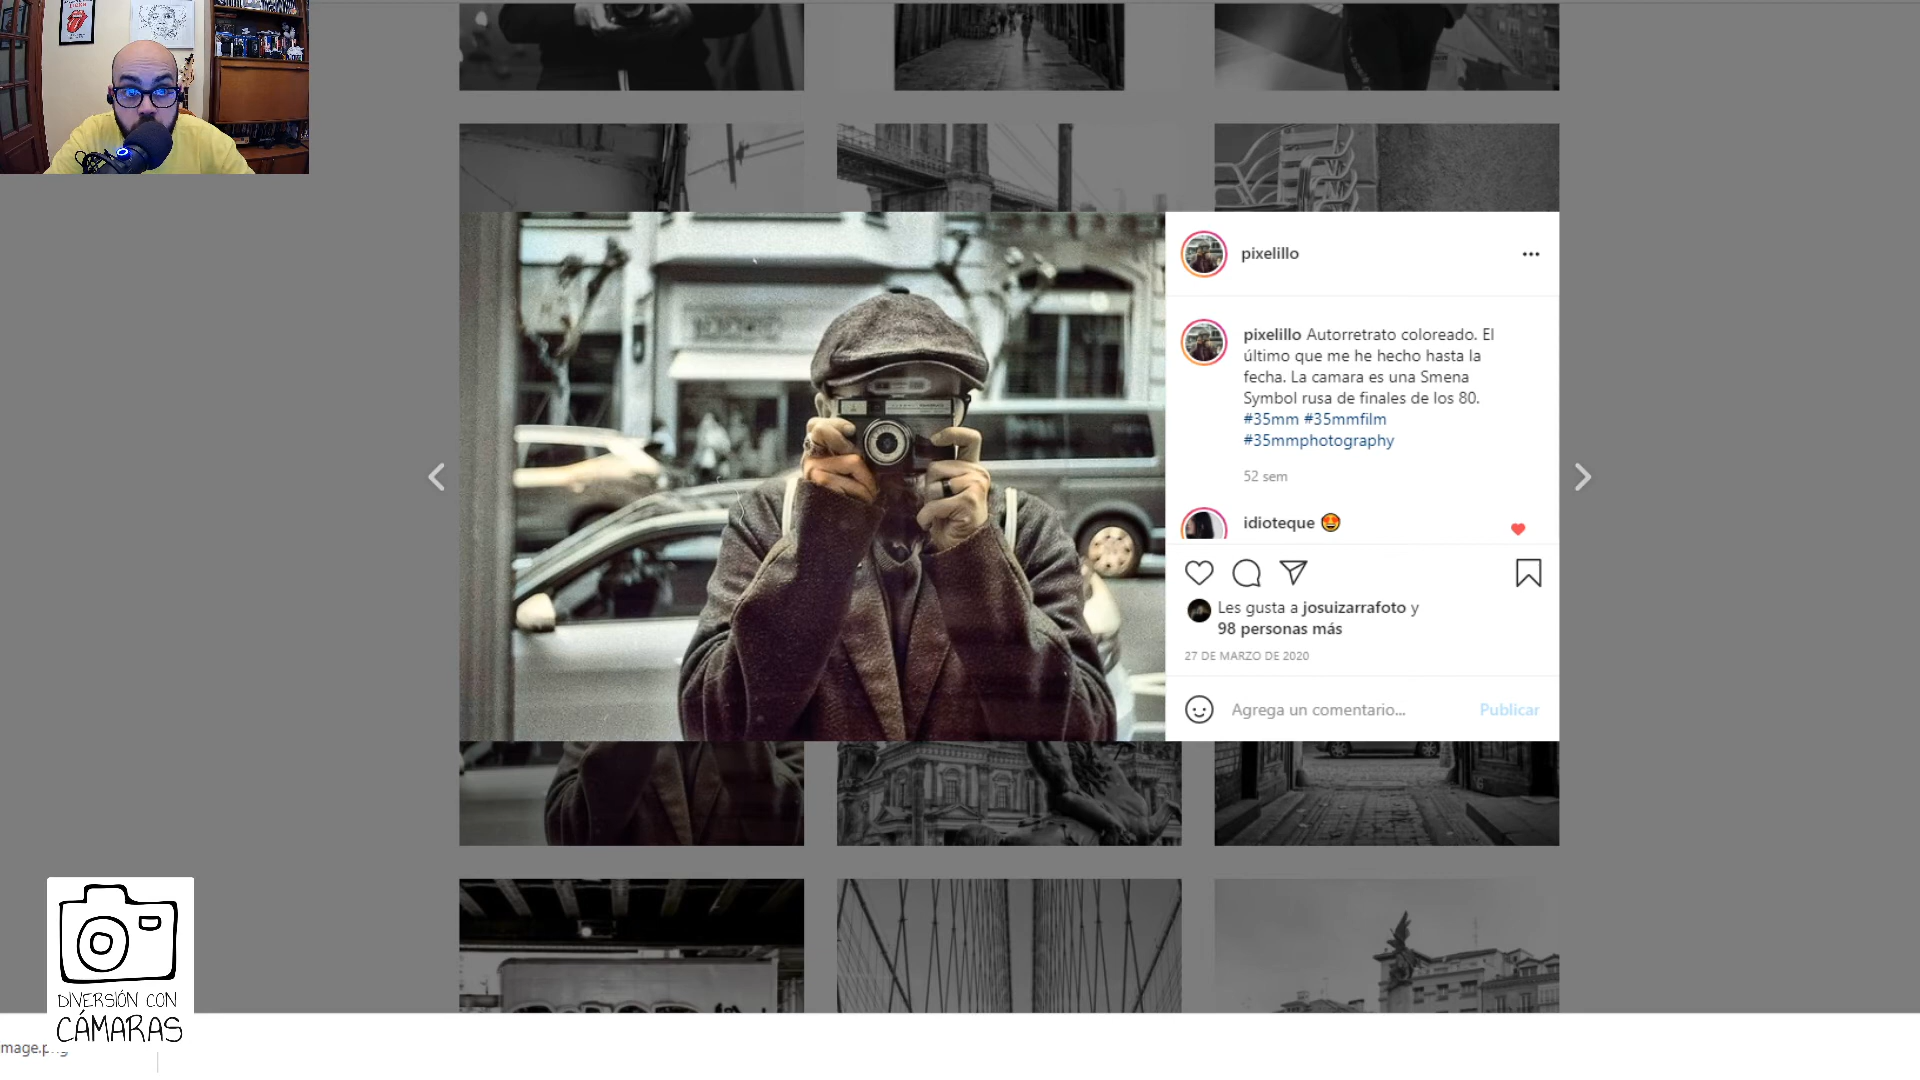 pixelillo
pixelillo Autorretrato coloreado. El
último que me he hecho hasta la
fecha. La camara es una Smena
Symbol rusa de finales de los 80.
#35mm #35mmfilm
#35mmphotography
52 sem
idioteque 🤩
Les gusta a josuizarrafoto y
98 personas más
27 DE MARZO DE 2020
Agrega un comentario... Publicar
DIVERSIÓN CON
CÁMARAS